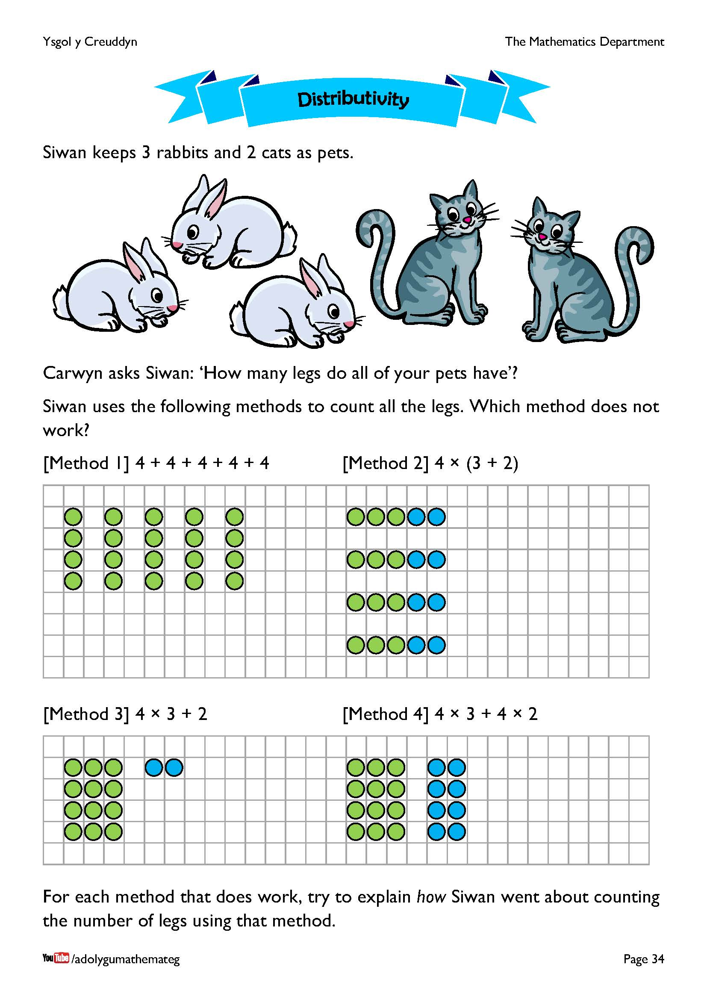 Ysgol y Creuddyn
The Mathematics Department
Distributivity
Siwan keeps 3 rabbits and 2 cats as pets.
Carwyn asks Siwan: ‘How many legs do all of your pets have’?
Siwan uses the following methods to count all the legs. Which method does not
work?
[Method 1] 4 + 4 + 4 + 4 + 4
[Method 2] 4 × (3 + 2)
[Method 3] 4 × 3 + 2
[Method 4] 4 × 3 + 4 × 2
For each method that does work, try to explain how Siwan went about counting
the number of legs using that method.
YouTube/adolygumathemateg
Page 34